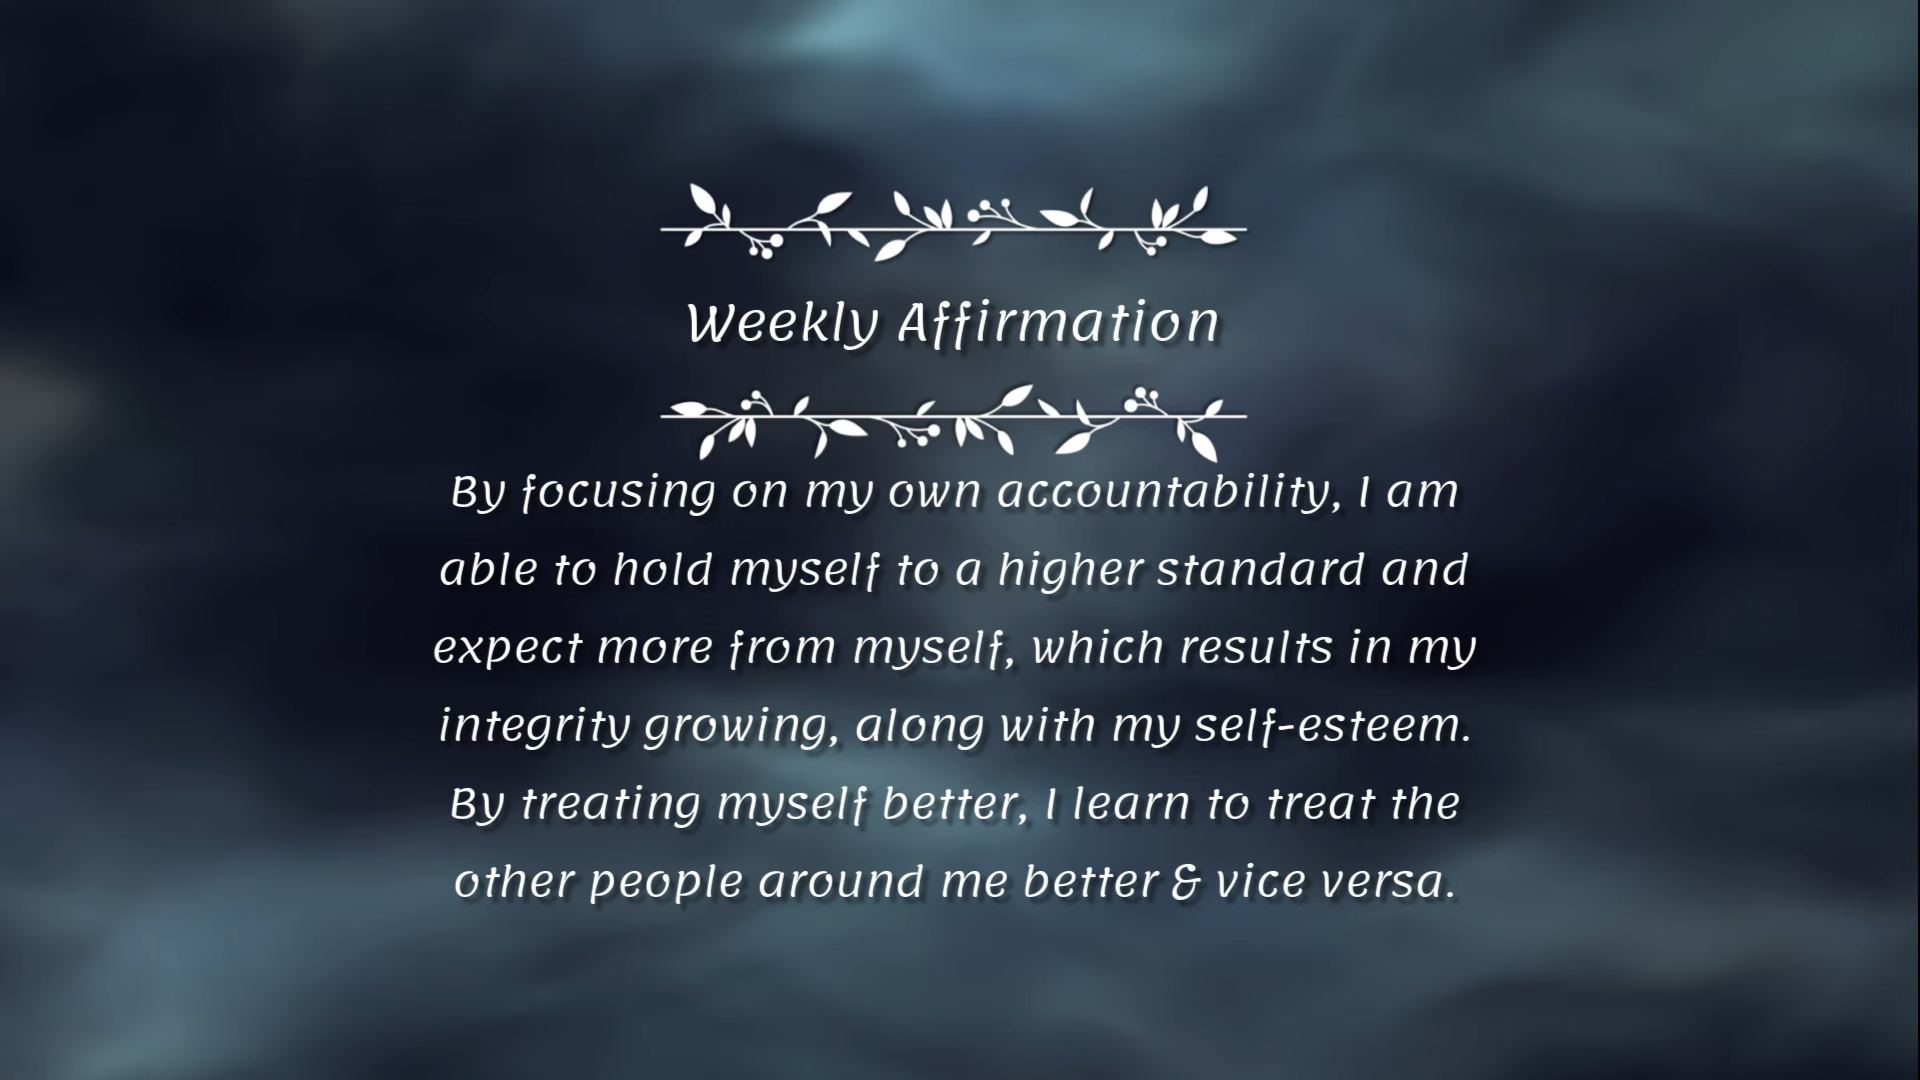 Weekly Affirmation
By focusing on my own accountability, I am
able to hold myself to a higher standard and
expect more from myself, which results in my
integrity growing, along with my self-esteem.
By treating myself better, I learn to treat the
other people around me better & vice versa.